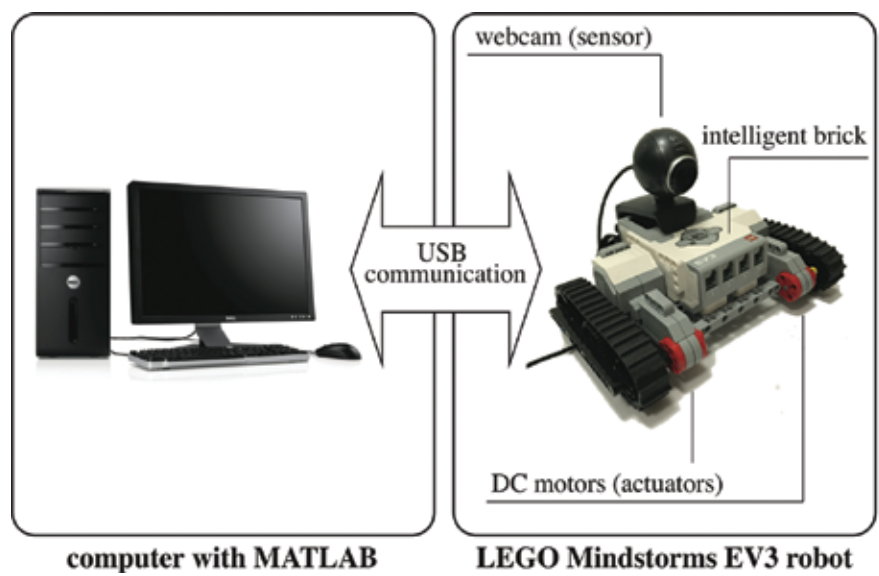 webcam (sensor)
intelligent brick
USB
communication
DC motors (actuators)
computer with MATLAB
LEGO Mindstorms EV3 robot